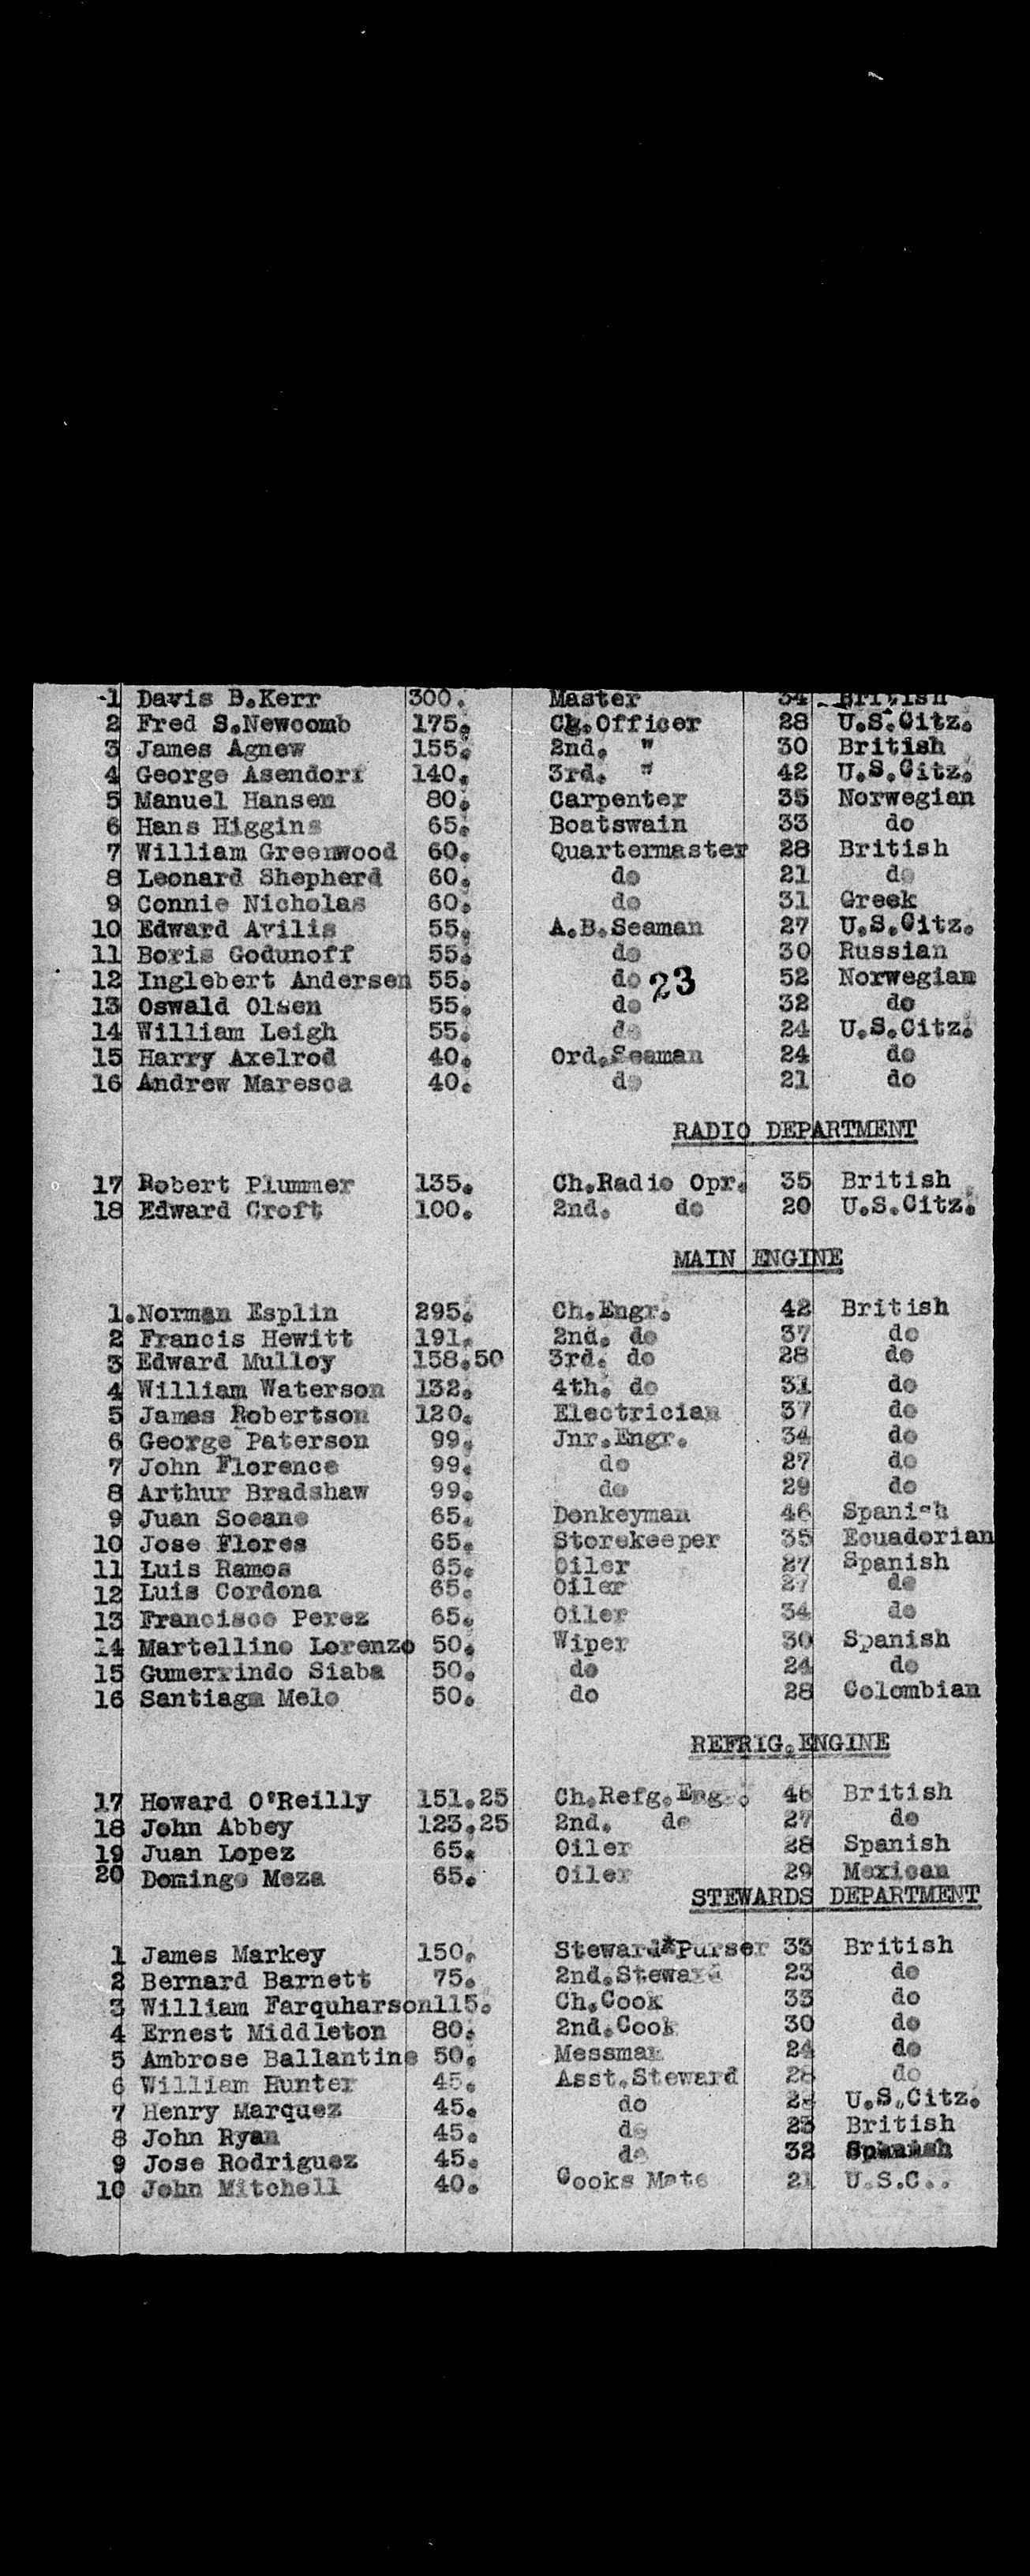 1 Davis B.Kerr 300. Master 34 British
2 Fred S.Newcomb 175. Ch.Officer 28 U.S.Citz.
3 James Agnew 155. 2nd. " 30 British
4 George Asendorf 140. 3rd. " 42 U.S.Citz.
5 Manuel Hansen 80. Carpenter 35 Norwegian
6 Hans Higgins 65. Boatswain 33 do
7 William Greenwood 60. Quartermaster 28 British
8 Leonard Shepherd 60. do 21 do
9 Connie Nicholas 60. do 31 Greek
10 Edward Avilis 55. A.B.Seaman 27 U.S.Citz.
11 Boris Godunoff 55. do 30 Russian
12 Inglebert Andersen 55. do 23 52 Norwegian
13 Oswald Olsen 55. do 32 do
14 William Leigh 55. do 24 U.S.Citz.
15 Harry Axelrod 40. Ord.Seaman 24 do
16 Andrew Maresca 40. do 21 do
RADIO DEPARTMENT
17 Robert Plummer 135. Ch.Radio Opr. 35 British
18 Edward Croft 100. 2nd. do 20 U.S.Citz.
MAIN ENGINE
1.Norman Esplin 295. Ch.Engr. 42 British
2 Francis Hewitt 191. 2nd. do 37 do
3 Edward Mulloy 158.50 3rd. do 28 do
4 William Waterson 132. 4th. do 31 do
5 James Robertson 120. Electrician 37 do
6 George Paterson 99. Jnr.Engr. 34 do
7 John Florence 99. do 27 do
8 Arthur Bradshaw 99. do 29 do
9 Juan Soeane 65. Donkeyman 46 Spanish
10 Jose Flores 65. Storekeeper 35 Ecuadorian
11 Luis Ramos 65. Oiler 27 Spanish
12 Luis Cordona 65. Oiler 27 do
13 Francisco Perez 65. Oiler 34 do
14 Martellino Lorenzo 50. Wiper 30 Spanish
15 Gumerrindo Siaba 50. do 24 do
16 Santiaga Melo 50. do 28 Colombian
REFRIG.ENGINE
17 Howard O'Reilly 151.25 Ch.Refg.Eng. 46 British
18 John Abbey 123.25 2nd. do 27 do
19 Juan Lopez 65. Oiler 28 Spanish
20 Domingo Meza 65. Oiler 29 Mexican
STEWARDS DEPARTMENT
1 James Markey 150. Steward*Purser 33 British
2 Bernard Barnett 75. 2nd.Steward 23 do
3 William Farquharson115. Ch.Cook 33 do
4 Ernest Middleton 80. 2nd.Cook 30 do
5 Ambrose Ballantine 50. Messman 24 do
6 William Hunter 45. Asst.Steward 28 do
7 Henry Marquez 45. do U.S.Citz.
8 John Ryan 45. do 23 British
9 Jose Rodriguez 45. do 32 Spanish
10 John Mitchell 40. Cooks Mate 21 U.S.C..